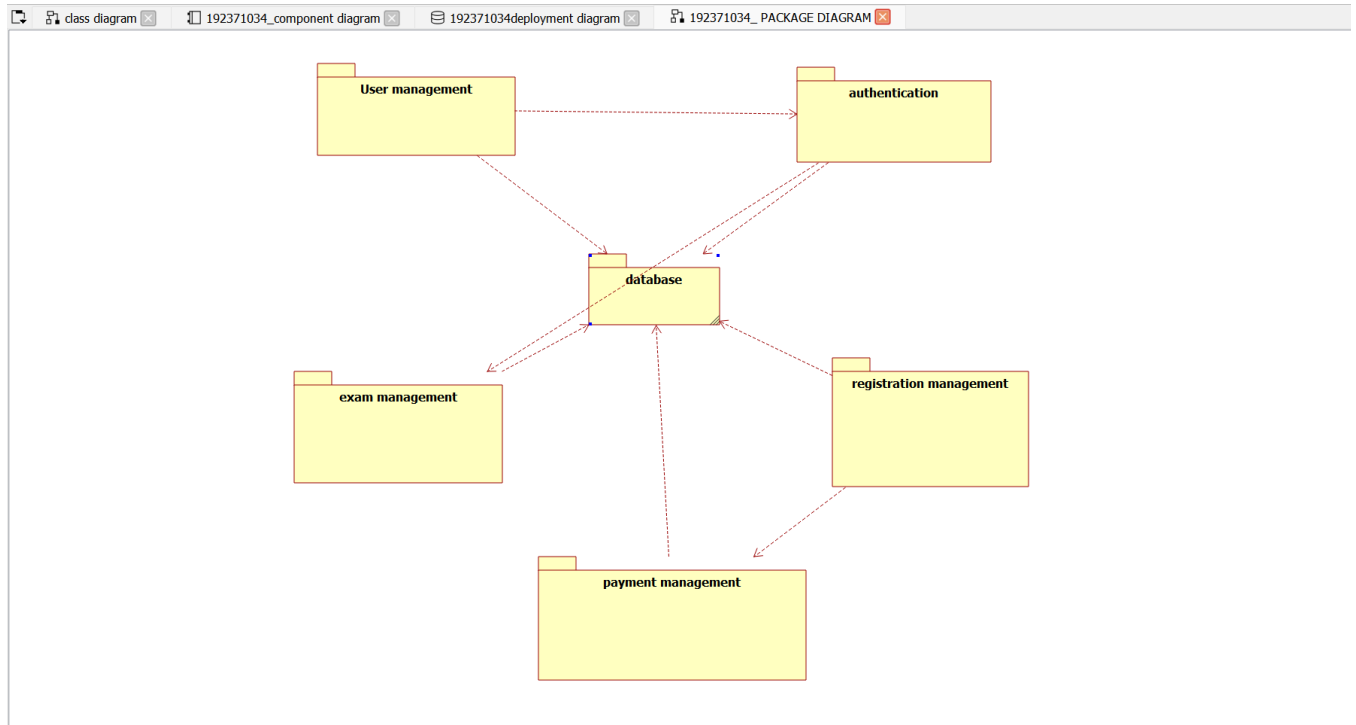 class diagram
192371034_component diagram
192371034deployment diagram
192371034_ PACKAGE DIAGRAM
User management
authentication
database
exam management
registration management
payment management